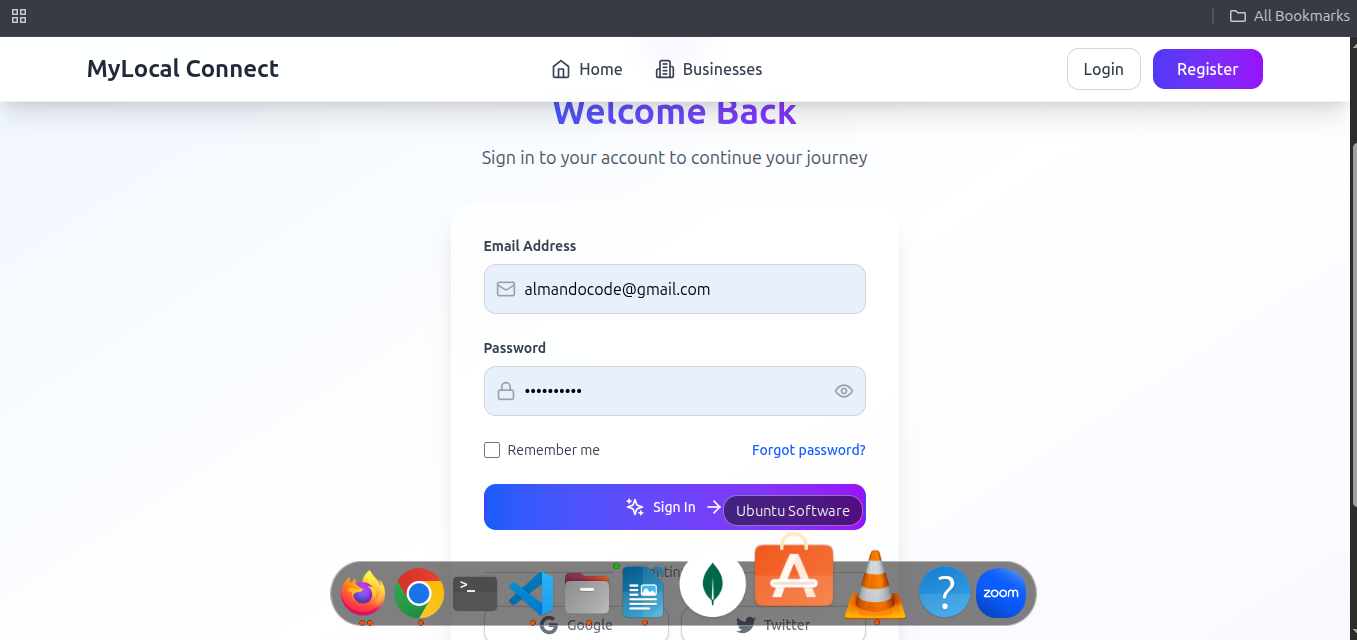 All Bookmarks
MyLocal Connect
Home
Businesses
Login
Register
Welcome Back
Sign in to your account to continue your journey
Email Address
almandocode@gmail.com
Password
••••••••••
Remember me
Forgot password?
Sign In
Ubuntu Software
>_
?
zoom
Google
Twitter